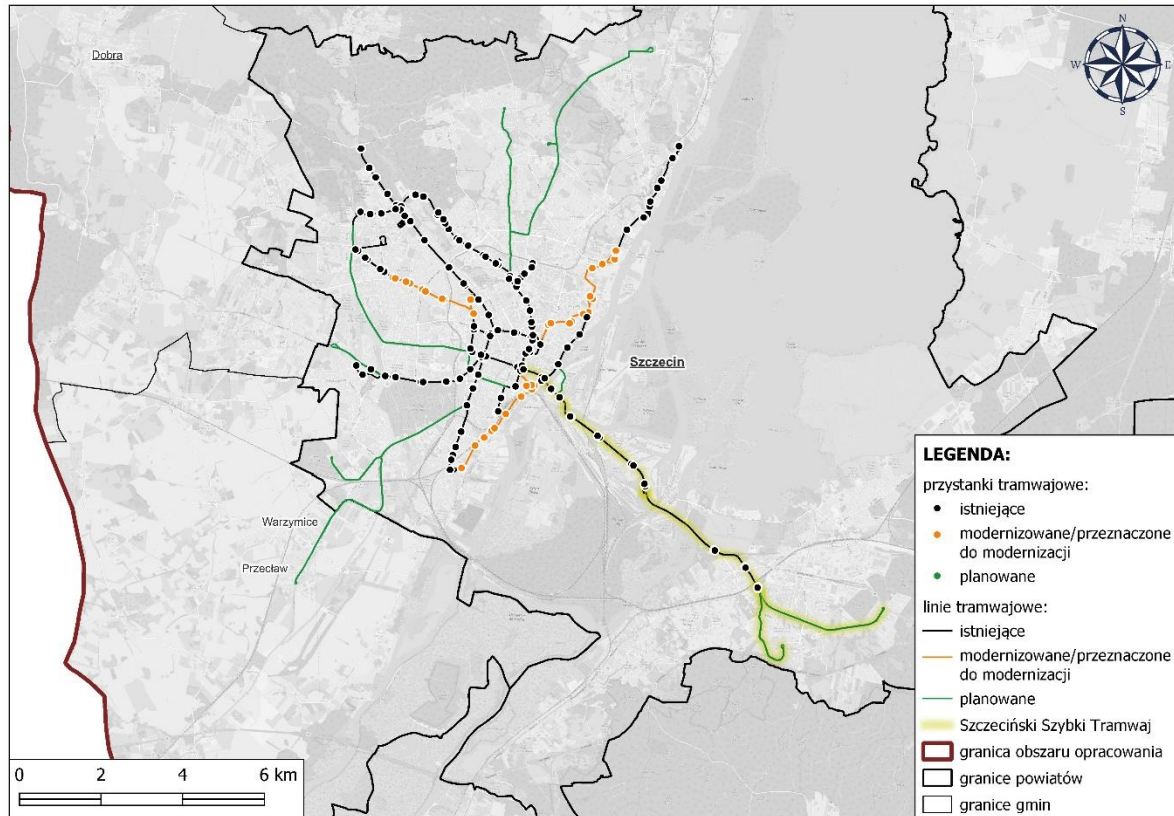 Dobra
N
W
E
S
Szczecin
Warzymice
Przecław
LEGENDA:
przystanki tramwajowe:
istniejące
modernizowane/przeznaczone
do modernizacji
planowane
linie tramwajowe:
istniejące
modernizowane/przeznaczone
do modernizacji
planowane
Szczeciński Szybki Tramwaj
granica obszaru opracowania
granice powiatów
granice gmin
0 2 4 6 km